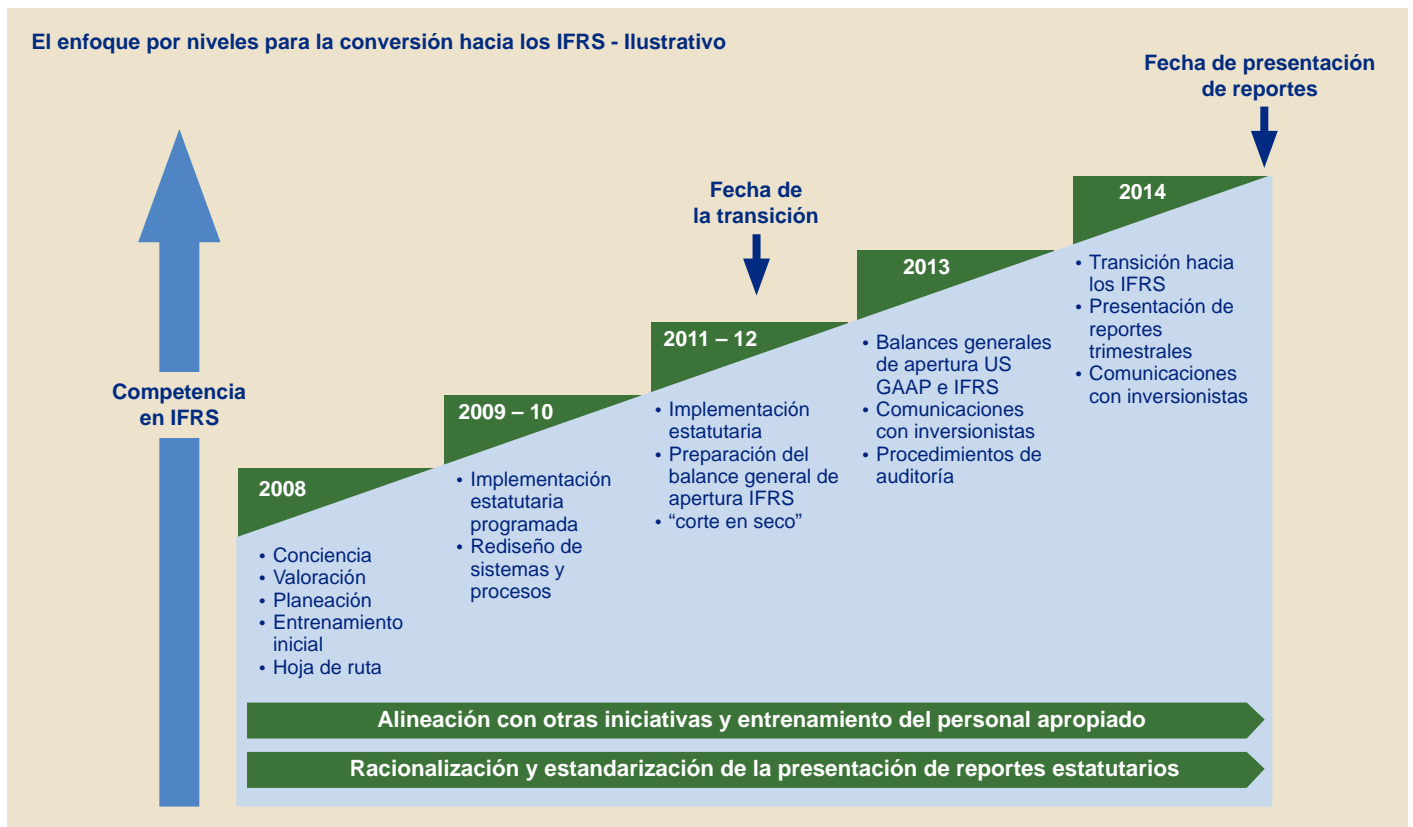 El enfoque por niveles para la conversión hacia los IFRS - Ilustrativo
Fecha de presentación
de reportes
Fecha de
la transición
Competencia
en IFRS
2008
• Conciencia
• Valoración
• Planeación
• Entrenamiento
inicial
• Hoja de ruta
2009 – 10
• Implementación
estatutaria
programada
• Rediseño de
sistemas y
procesos
2011 – 12
• Implementación
estatutaria
• Preparación del
balance general de
apertura IFRS
• “corte en seco”
2013
• Balances generales
de apertura US
GAAP e IFRS
• Comunicaciones
con inversionistas
• Procedimientos de
auditoría
2014
• Transición hacia
los IFRS
• Presentación de
reportes
trimestrales
• Comunicaciones
con inversionistas
Alineación con otras iniciativas y entrenamiento del personal apropiado
Racionalización y estandarización de la presentación de reportes estatutarios